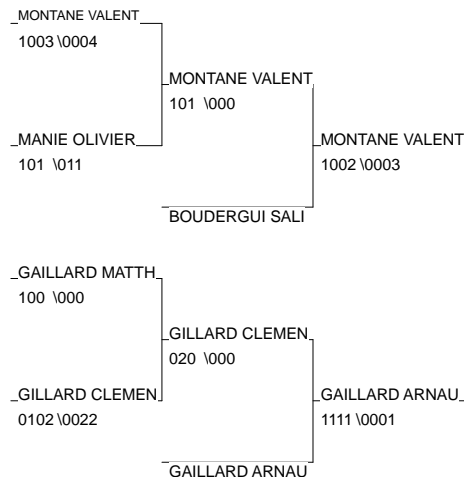 MONTANE VALENT
1003 \0004
MONTANE VALENT
101 \000
MANIE OLIVIER
101 \011
MONTANE VALENT
1002 \0003
BOUDERGUI SALI
GAILLARD MATTH
100 \000
GILLARD CLEMEN
020 \000
GILLARD CLEMEN
0102 \0022
GAILLARD ARNAU
1111 \0001
GAILLARD ARNAU